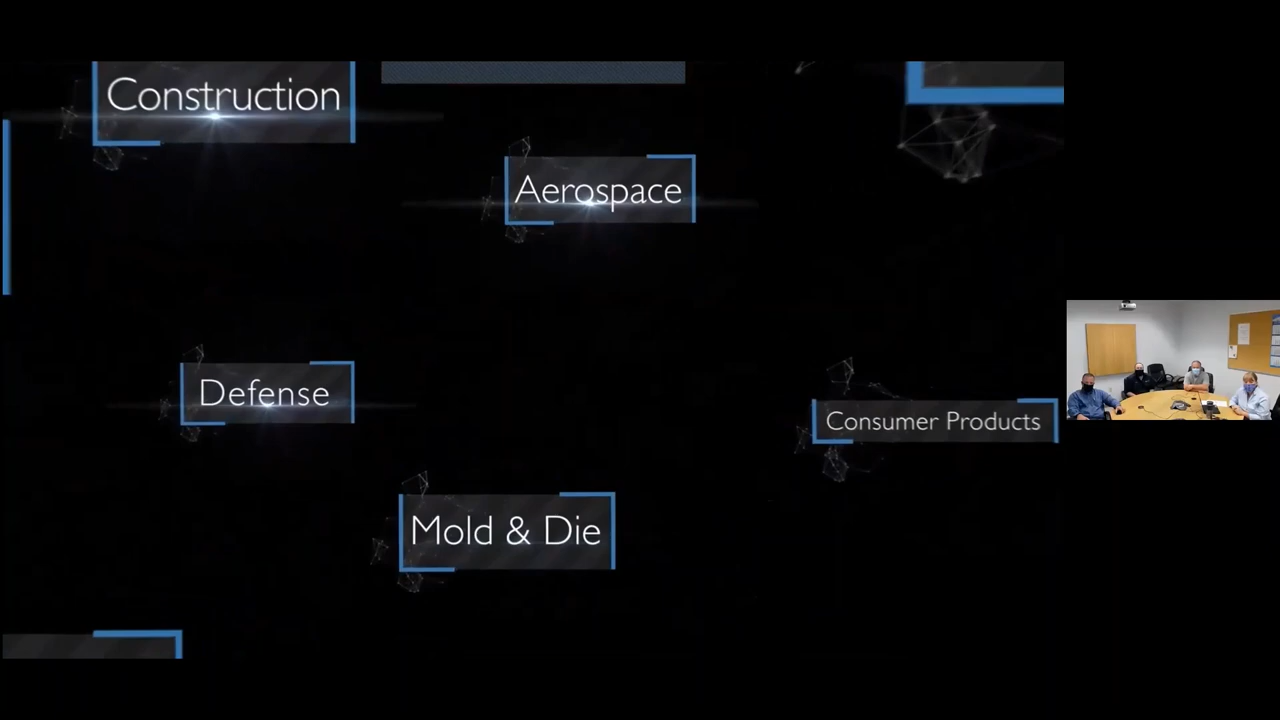 Construction
Aerospace
Defense
Consumer Products
Mold & Die